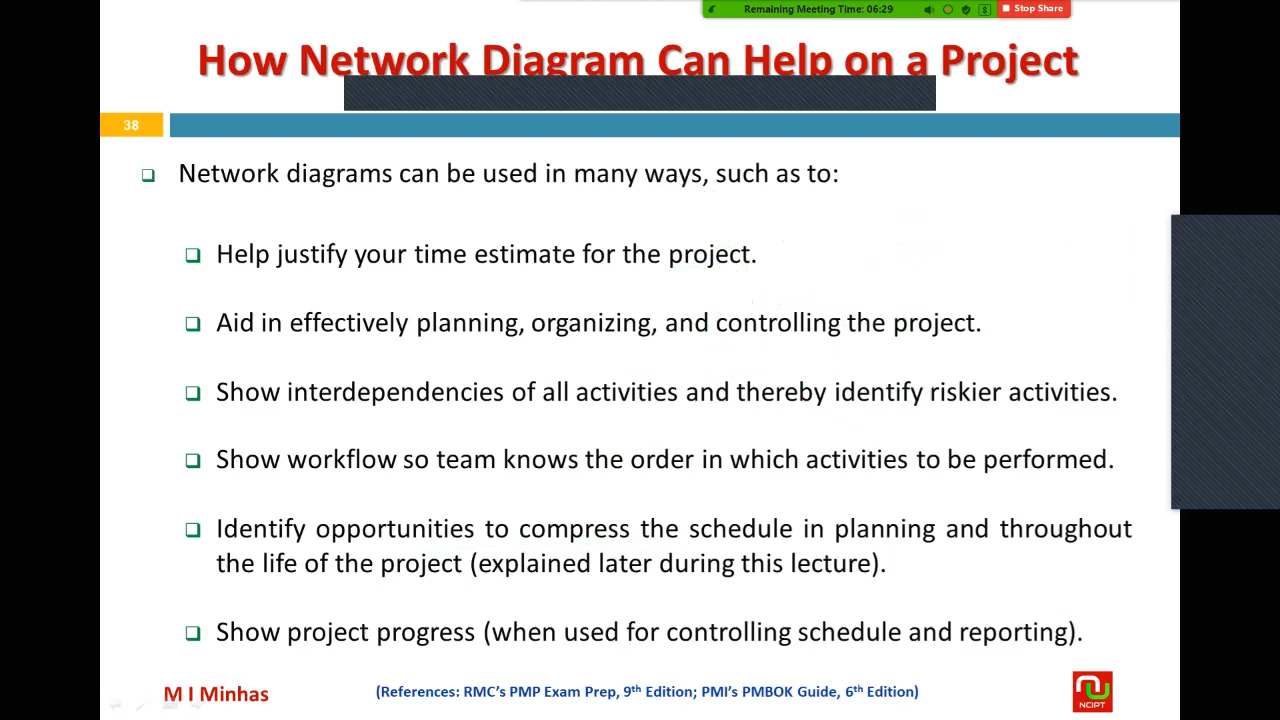 Remaining Meeting Time: 06:29
Stop Share
How Network Diagram Can Help on a Project
38
Network diagrams can be used in many ways, such as to:
Help justify your time estimate for the project.
Aid in effectively planning, organizing, and controlling the project.
Show interdependencies of all activities and thereby identify riskier activities.
Show workflow so team knows the order in which activities to be performed.
Identify opportunities to compress the schedule in planning and throughout
the life of the project (explained later during this lecture).
Show project progress (when used for controlling schedule and reporting).
M I Minhas
(References: RMC's PMP Exam Prep, 9th Edition; PMI's PMBOK Guide, 6th Edition)
NCIPT